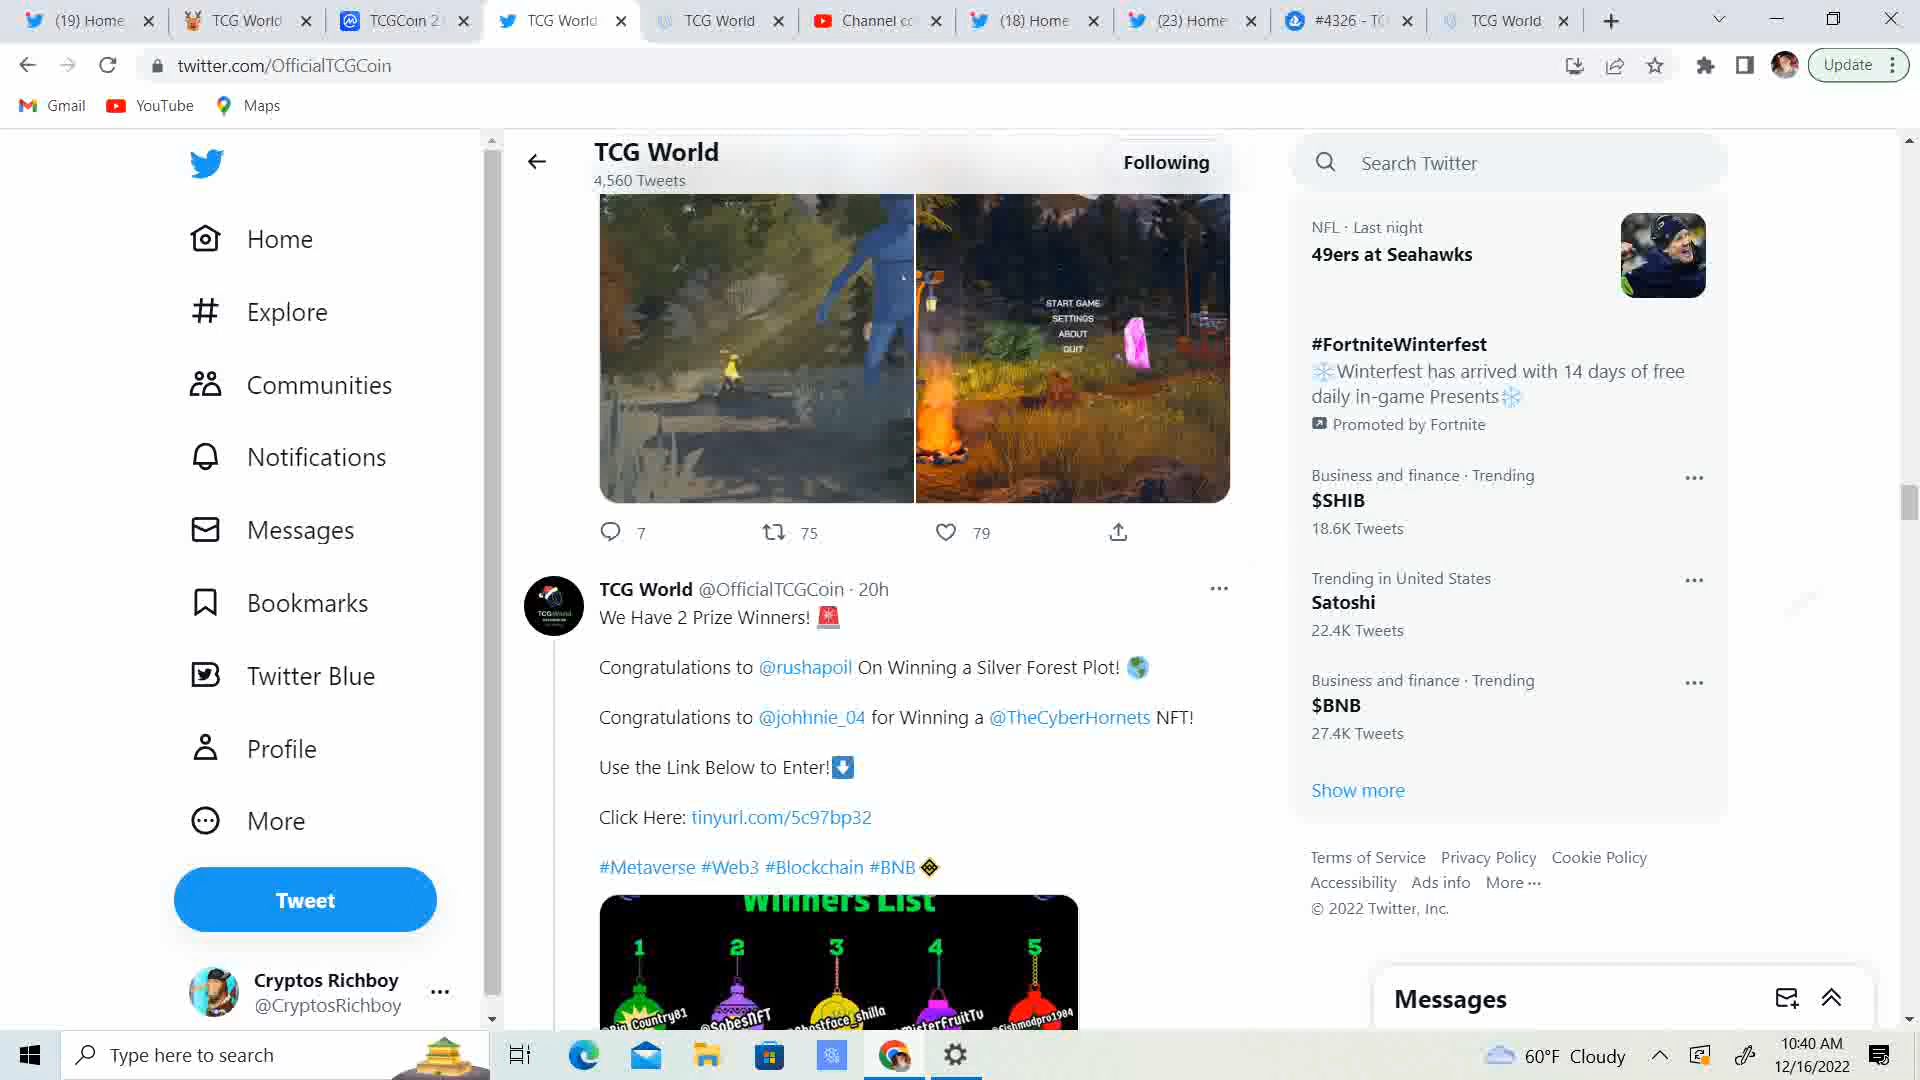 (19) Home
TCG World
TCGCoin 2
TCG World
TCG World
Channel co
(18) Home
(23) Home
#4326 - TC
TCG World
twitter.com/OfficialTCGCoin
Update
Gmail
YouTube
Maps
Home
Explore
Communities
Notifications
Messages
Bookmarks
Twitter Blue
Profile
More
Tweet
Cryptos Richboy
@CryptosRichboy
TCG World
4,560 Tweets
Following
START GAME
SETTINGS
ABOUT
QUIT
7
75
79
TCG World @OfficialTCGCoin · 20h
We Have 2 Prize Winners! 🚨
Congratulations to @rushapoil On Winning a Silver Forest Plot! 🌎
Congratulations to @johhnie_04 for Winning a @TheCyberHornets NFT!
Use the Link Below to Enter!⬇️
Click Here: tinyurl.com/5c97bp32
#Metaverse #Web3 #Blockchain #BNB
Winners List
1 2 3 4 5
@Big_Country81
@SobesNFT
@Ghostface_shilla
@misterFruitTv
@fishmodpro1984
Search Twitter
NFL · Last night
49ers at Seahawks
#FortniteWinterfest
❄️Winterfest has arrived with 14 days of free
daily in-game Presents❄️
Promoted by Fortnite
Business and finance · Trending
$SHIB
18.6K Tweets
Trending in United States
Satoshi
22.4K Tweets
Business and finance · Trending
$BNB
27.4K Tweets
Show more
Terms of Service Privacy Policy Cookie Policy
Accessibility Ads info More ···
© 2022 Twitter, Inc.
Messages
Type here to search
60°F Cloudy
10:40 AM
12/16/2022